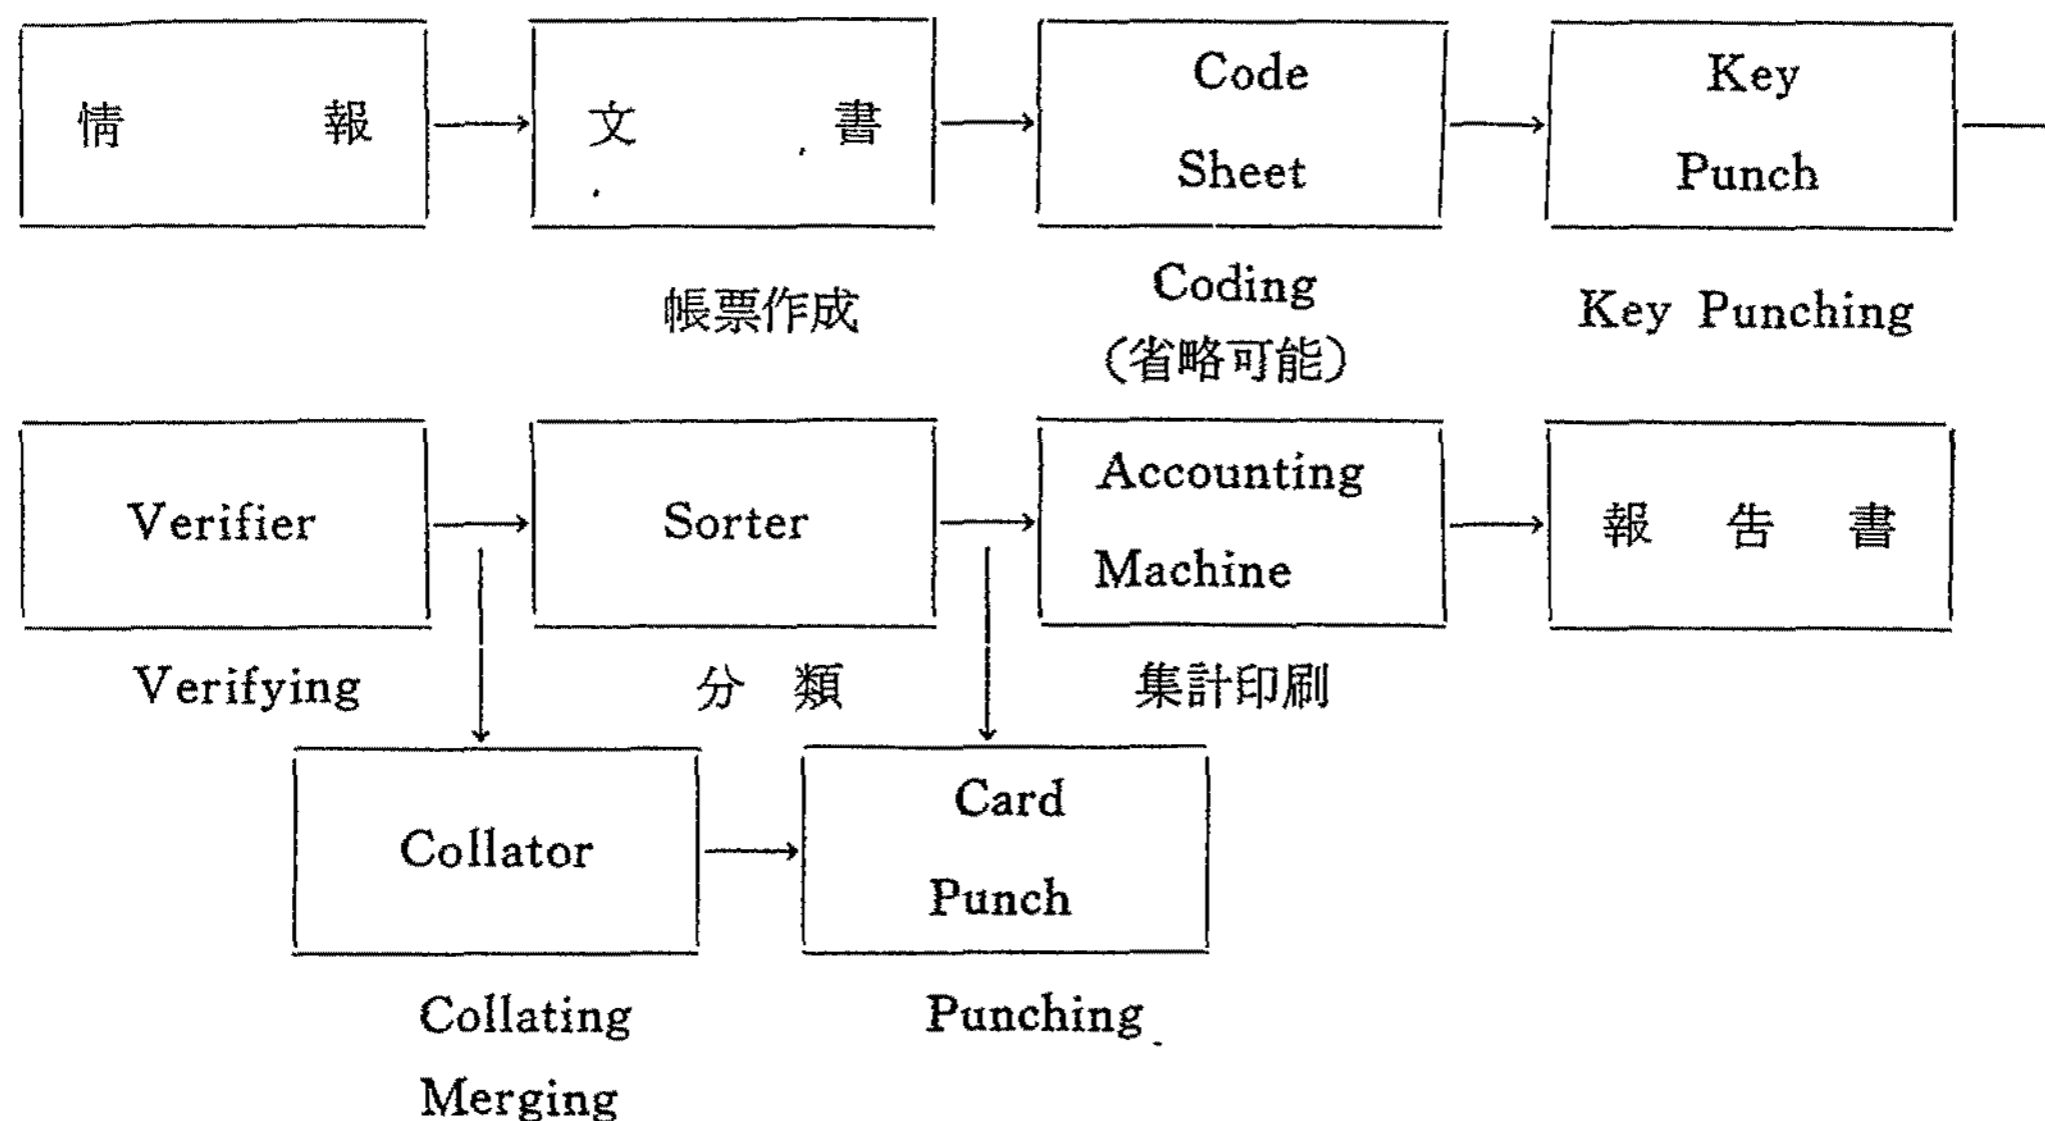 情報
文書
Code
Sheet
Key
Punch
帳票作成
Coding
(省略可能)
Key Punching
Verifier
Sorter
Accounting
Machine
報告書
Verifying
分類
集計印刷
Collator
Card
Punch
Collating
Merging
Punching